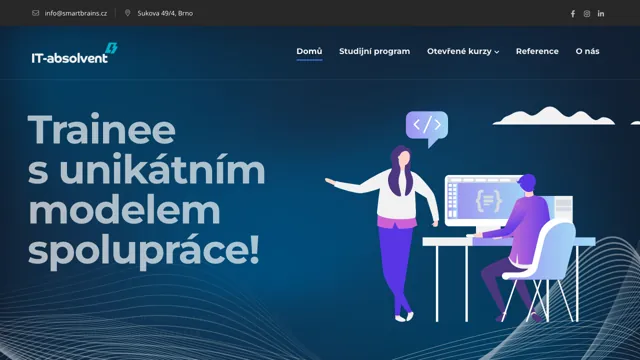 info@smartbrains.cz
Sukova 49/4, Brno
IT-absolvent
Domů
Studijní program
Otevřené kurzy
Reference
O nás
Trainee
s unikátním
modelem
spolupráce!